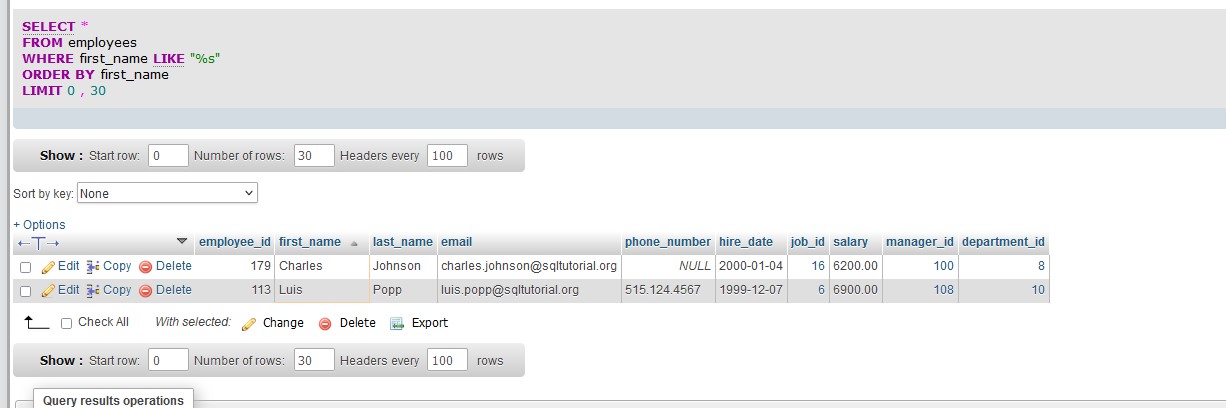 SELECT *
FROM employees
WHERE first_name LIKE "%s"
ORDER BY first_name
LIMIT 0 , 30
Show : Start row: 0 Number of rows: 30 Headers every 100 rows
Sort by key: None
+ Options
←T→ employee_id first_name last_name email phone_number hire_date job_id salary manager_id department_id
Edit Copy Delete 179 Charles Johnson charles.johnson@sqltutorial.org NULL 2000-01-04 16 6200.00 100 8
Edit Copy Delete 113 Luis Popp luis.popp@sqltutorial.org 515.124.4567 1999-12-07 6 6900.00 108 10
Check All With selected: Change Delete Export
Show : Start row: 0 Number of rows: 30 Headers every 100 rows
Query results operations